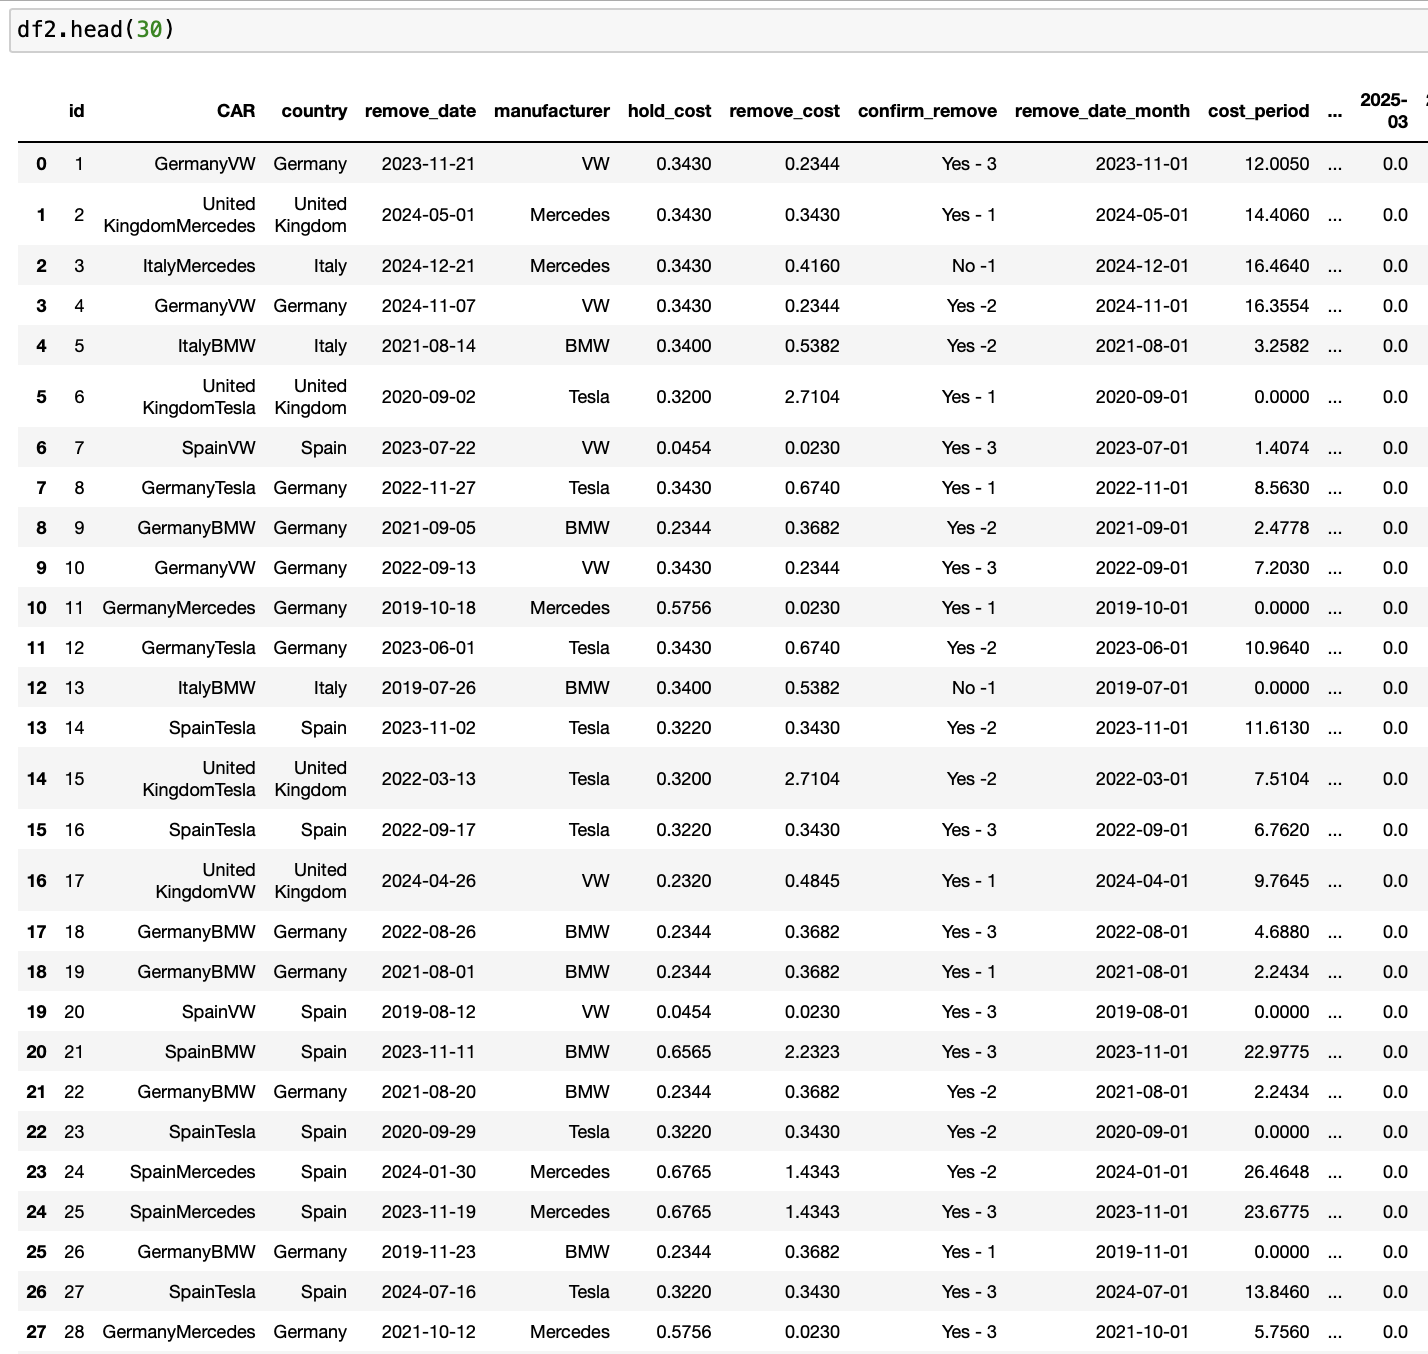 df2.head(30)
id CAR country remove_date manufacturer hold_cost remove_cost confirm_remove remove_date_month cost_period ... 2025-03
0 1 GermanyVW Germany 2023-11-21 VW 0.3430 0.2344 Yes - 3 2023-11-01 12.0050 ... 0.0
1 2 United KingdomMercedes United Kingdom 2024-05-01 Mercedes 0.3430 0.3430 Yes - 1 2024-05-01 14.4060 ... 0.0
2 3 ItalyMercedes Italy 2024-12-21 Mercedes 0.3430 0.4160 No -1 2024-12-01 16.4640 ... 0.0
3 4 GermanyVW Germany 2024-11-07 VW 0.3430 0.2344 Yes -2 2024-11-01 16.3554 ... 0.0
4 5 ItalyBMW Italy 2021-08-14 BMW 0.3400 0.5382 Yes -2 2021-08-01 3.2582 ... 0.0
5 6 United KingdomTesla United Kingdom 2020-09-02 Tesla 0.3200 2.7104 Yes - 1 2020-09-01 0.0000 ... 0.0
6 7 SpainVW Spain 2023-07-22 VW 0.0454 0.0230 Yes - 3 2023-07-01 1.4074 ... 0.0
7 8 GermanyTesla Germany 2022-11-27 Tesla 0.3430 0.6740 Yes - 1 2022-11-01 8.5630 ... 0.0
8 9 GermanyBMW Germany 2021-09-05 BMW 0.2344 0.3682 Yes -2 2021-09-01 2.4778 ... 0.0
9 10 GermanyVW Germany 2022-09-13 VW 0.3430 0.2344 Yes - 3 2022-09-01 7.2030 ... 0.0
10 11 GermanyMercedes Germany 2019-10-18 Mercedes 0.5756 0.0230 Yes - 1 2019-10-01 0.0000 ... 0.0
11 12 GermanyTesla Germany 2023-06-01 Tesla 0.3430 0.6740 Yes -2 2023-06-01 10.9640 ... 0.0
12 13 ItalyBMW Italy 2019-07-26 BMW 0.3400 0.5382 No -1 2019-07-01 0.0000 ... 0.0
13 14 SpainTesla Spain 2023-11-02 Tesla 0.3220 0.3430 Yes -2 2023-11-01 11.6130 ... 0.0
14 15 United KingdomTesla United Kingdom 2022-03-13 Tesla 0.3200 2.7104 Yes -2 2022-03-01 7.5104 ... 0.0
15 16 SpainTesla Spain 2022-09-17 Tesla 0.3220 0.3430 Yes - 3 2022-09-01 6.7620 ... 0.0
16 17 United KingdomVW United Kingdom 2024-04-26 VW 0.2320 0.4845 Yes - 1 2024-04-01 9.7645 ... 0.0
17 18 GermanyBMW Germany 2022-08-26 BMW 0.2344 0.3682 Yes - 3 2022-08-01 4.6880 ... 0.0
18 19 GermanyBMW Germany 2021-08-01 BMW 0.2344 0.3682 Yes - 1 2021-08-01 2.2434 ... 0.0
19 20 SpainVW Spain 2019-08-12 VW 0.0454 0.0230 Yes - 3 2019-08-01 0.0000 ... 0.0
20 21 SpainBMW Spain 2023-11-11 BMW 0.6565 2.2323 Yes - 3 2023-11-01 22.9775 ... 0.0
21 22 GermanyBMW Germany 2021-08-20 BMW 0.2344 0.3682 Yes -2 2021-08-01 2.2434 ... 0.0
22 23 SpainTesla Spain 2020-09-29 Tesla 0.3220 0.3430 Yes -2 2020-09-01 0.0000 ... 0.0
23 24 SpainMercedes Spain 2024-01-30 Mercedes 0.6765 1.4343 Yes -2 2024-01-01 26.4648 ... 0.0
24 25 SpainMercedes Spain 2023-11-19 Mercedes 0.6765 1.4343 Yes - 3 2023-11-01 23.6775 ... 0.0
25 26 GermanyBMW Germany 2019-11-23 BMW 0.2344 0.3682 Yes - 1 2019-11-01 0.0000 ... 0.0
26 27 SpainTesla Spain 2024-07-16 Tesla 0.3220 0.3430 Yes - 3 2024-07-01 13.8460 ... 0.0
27 28 GermanyMercedes Germany 2021-10-12 Mercedes 0.5756 0.0230 Yes - 3 2021-10-01 5.7560 ... 0.0